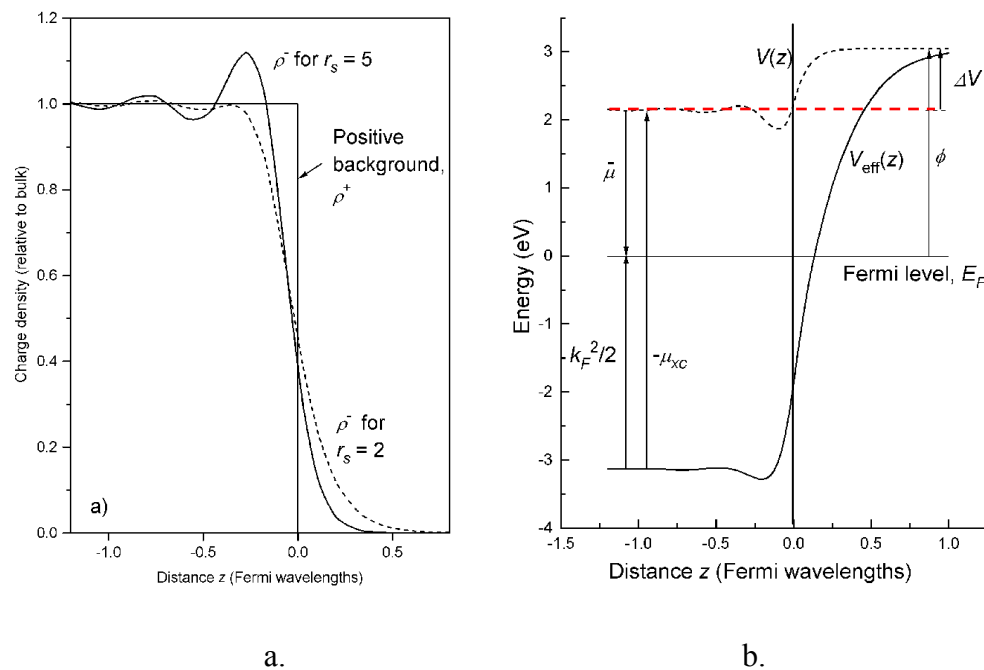 1.2
1.0
0.8
0.6
0.4
0.2
0.0
Charge density (relative to bulk)
ρ⁻ for rₛ = 5
Positive
background,
ρ⁺
ρ⁻ for
rₛ = 2
a)
-1.0 -0.5 0.0 0.5
Distance z (Fermi wavelengths)
a.
3
2
1
0
-1
-2
-3
-4
Energy (eV)
V(z)
ΔV
V_eff(z)
ϕ
μ̄
Fermi level, E_F
k_F²/2
-μ_xc
-1.5 -1.0 -0.5 0.0 0.5 1.0
Distance z (Fermi wavelengths)
b.